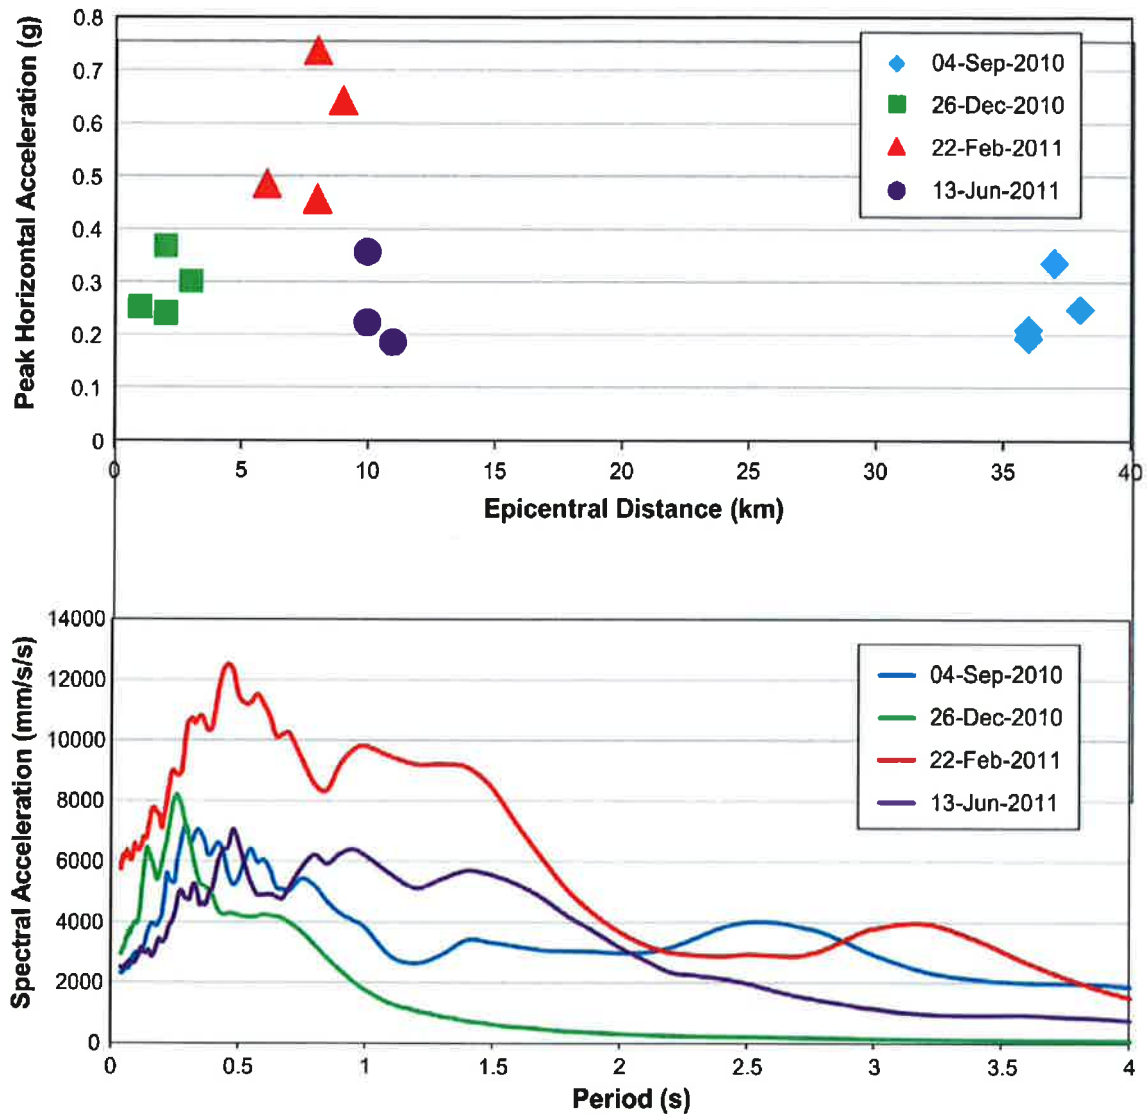 Peak Horizontal Acceleration (g)
0.8
0.7
0.6
0.5
0.4
0.3
0.2
0.1
0
04-Sep-2010
26-Dec-2010
22-Feb-2011
13-Jun-2011
0 5 10 15 20 25 30 35 40
Epicentral Distance (km)
Spectral Acceleration (mm/s/s)
14000
12000
10000
8000
6000
4000
2000
0
04-Sep-2010
26-Dec-2010
22-Feb-2011
13-Jun-2011
0 0.5 1 1.5 2 2.5 3 3.5 4
Period (s)